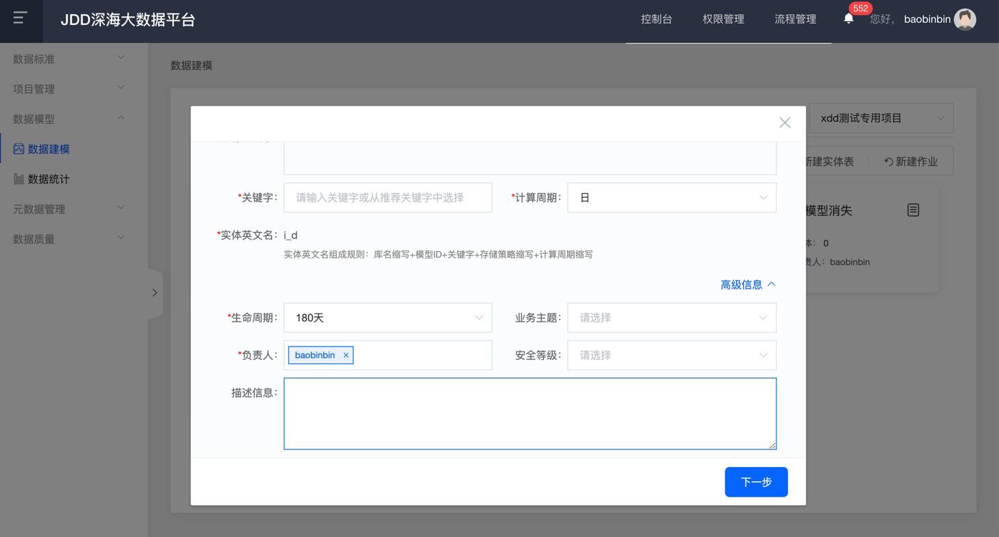 JDD深海大数据平台
控制台
权限管理
流程管理
552
您好，
baobinbin
数据标准
项目管理
数据模型
数据建模
数据统计
元数据管理
数据质量
数据建模
xdd测试专用项目
新建实体表
新建作业
模型消失
体： 0
责人：baobinbin
*关键字：
请输入关键字或从推荐关键字中选择
*计算周期：
日
*实体英文名：
i_d
实体英文名组成规则：库名缩写+模型ID+关键字+存储策略缩写+计算周期缩写
高级信息
*生命周期：
180天
业务主题：
请选择
*负责人：
baobinbin ×
安全等级：
请选择
描述信息：
下一步